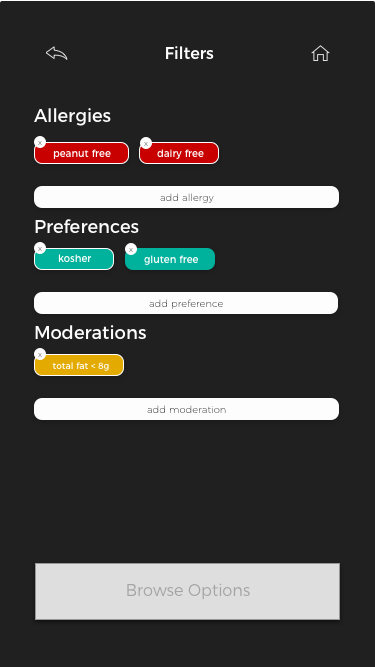 Filters
Allergies
x x
peanut free dairy free
add allergy
Preferences
x x
kosher gluten free
add preference
Moderations
x
total fat < 8g
add moderation
Browse Options